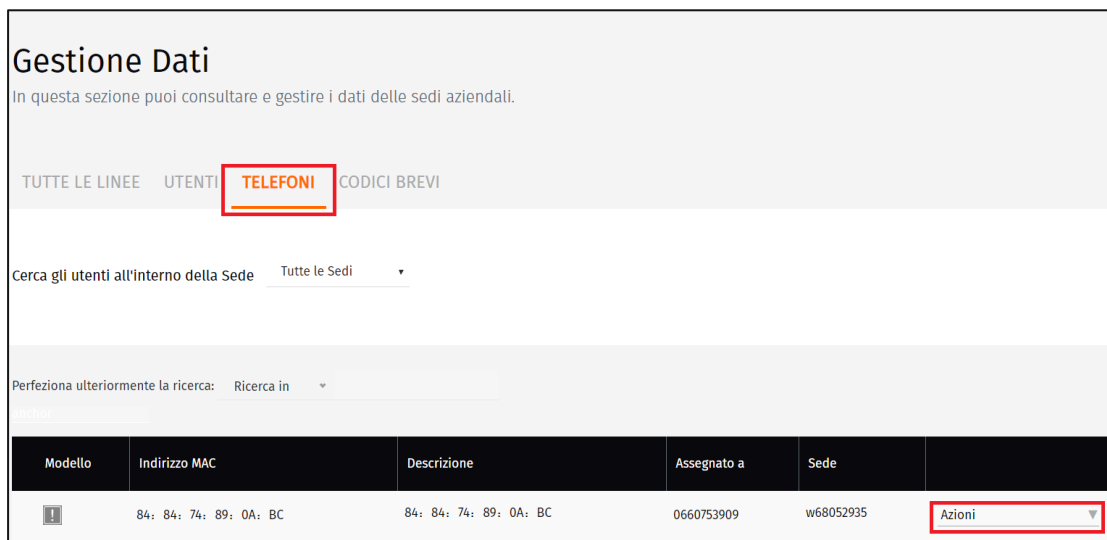 Gestione Dati
In questa sezione puoi consultare e gestire i dati delle sedi aziendali.
TUTTE LE LINEE UTENTI TELEFONI CODICI BREVI
Cerca gli utenti all'interno della Sede Tutte le Sedi
Perfeziona ulteriormente la ricerca: Ricerca in
anchor
Modello Indirizzo MAC Descrizione Assegnato a Sede
! 84: 84: 74: 89: 0A: BC 84: 84: 74: 89: 0A: BC 0660753909 w68052935 Azioni